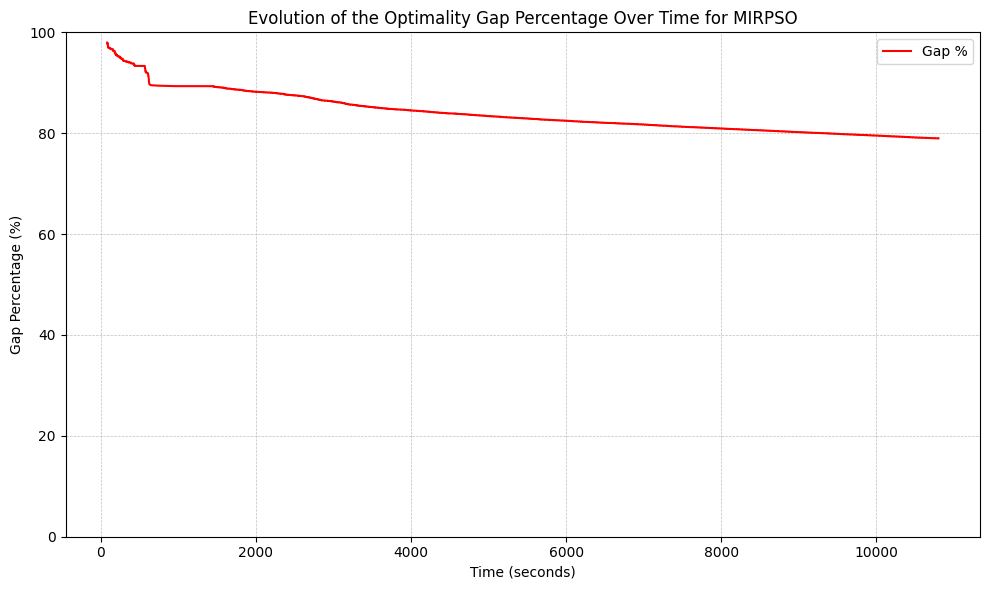 Evolution of the Optimality Gap Percentage Over Time for MIRPSO
Gap %
100
80
60
40
20
0
Gap Percentage (%)
0 2000 4000 6000 8000 10000
Time (seconds)